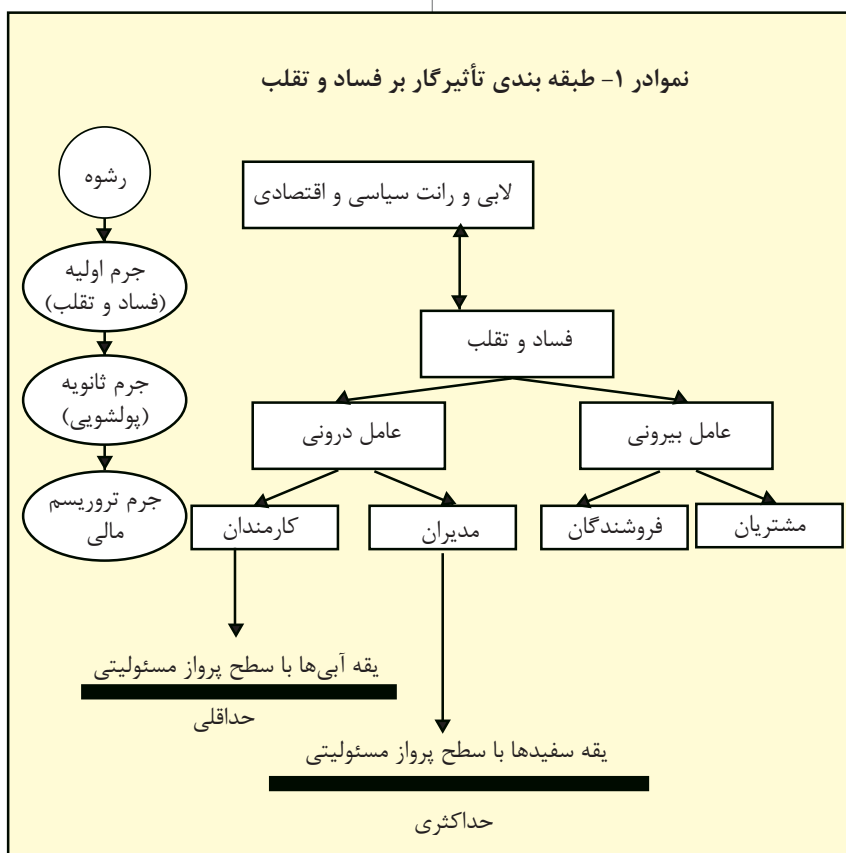 نموادر ۱- طبقه بندی تأثیرگار بر فساد و تقلب
لابی و رانت سیاسی و اقتصادی
فساد و تقلب
عامل بیرونی
عامل درونی
مشتریان
فروشندگان
مدیران
کارمندان
یقه آبی‌ها با سطح پرواز مسئولیتی
حداقلی
یقه سفیدها با سطح پرواز مسئولیتی
حداکثری
رشوه
جرم اولیه
(فساد و تقلب)
جرم ثانویه
(پولشویی)
جرم تروریسم
مالی